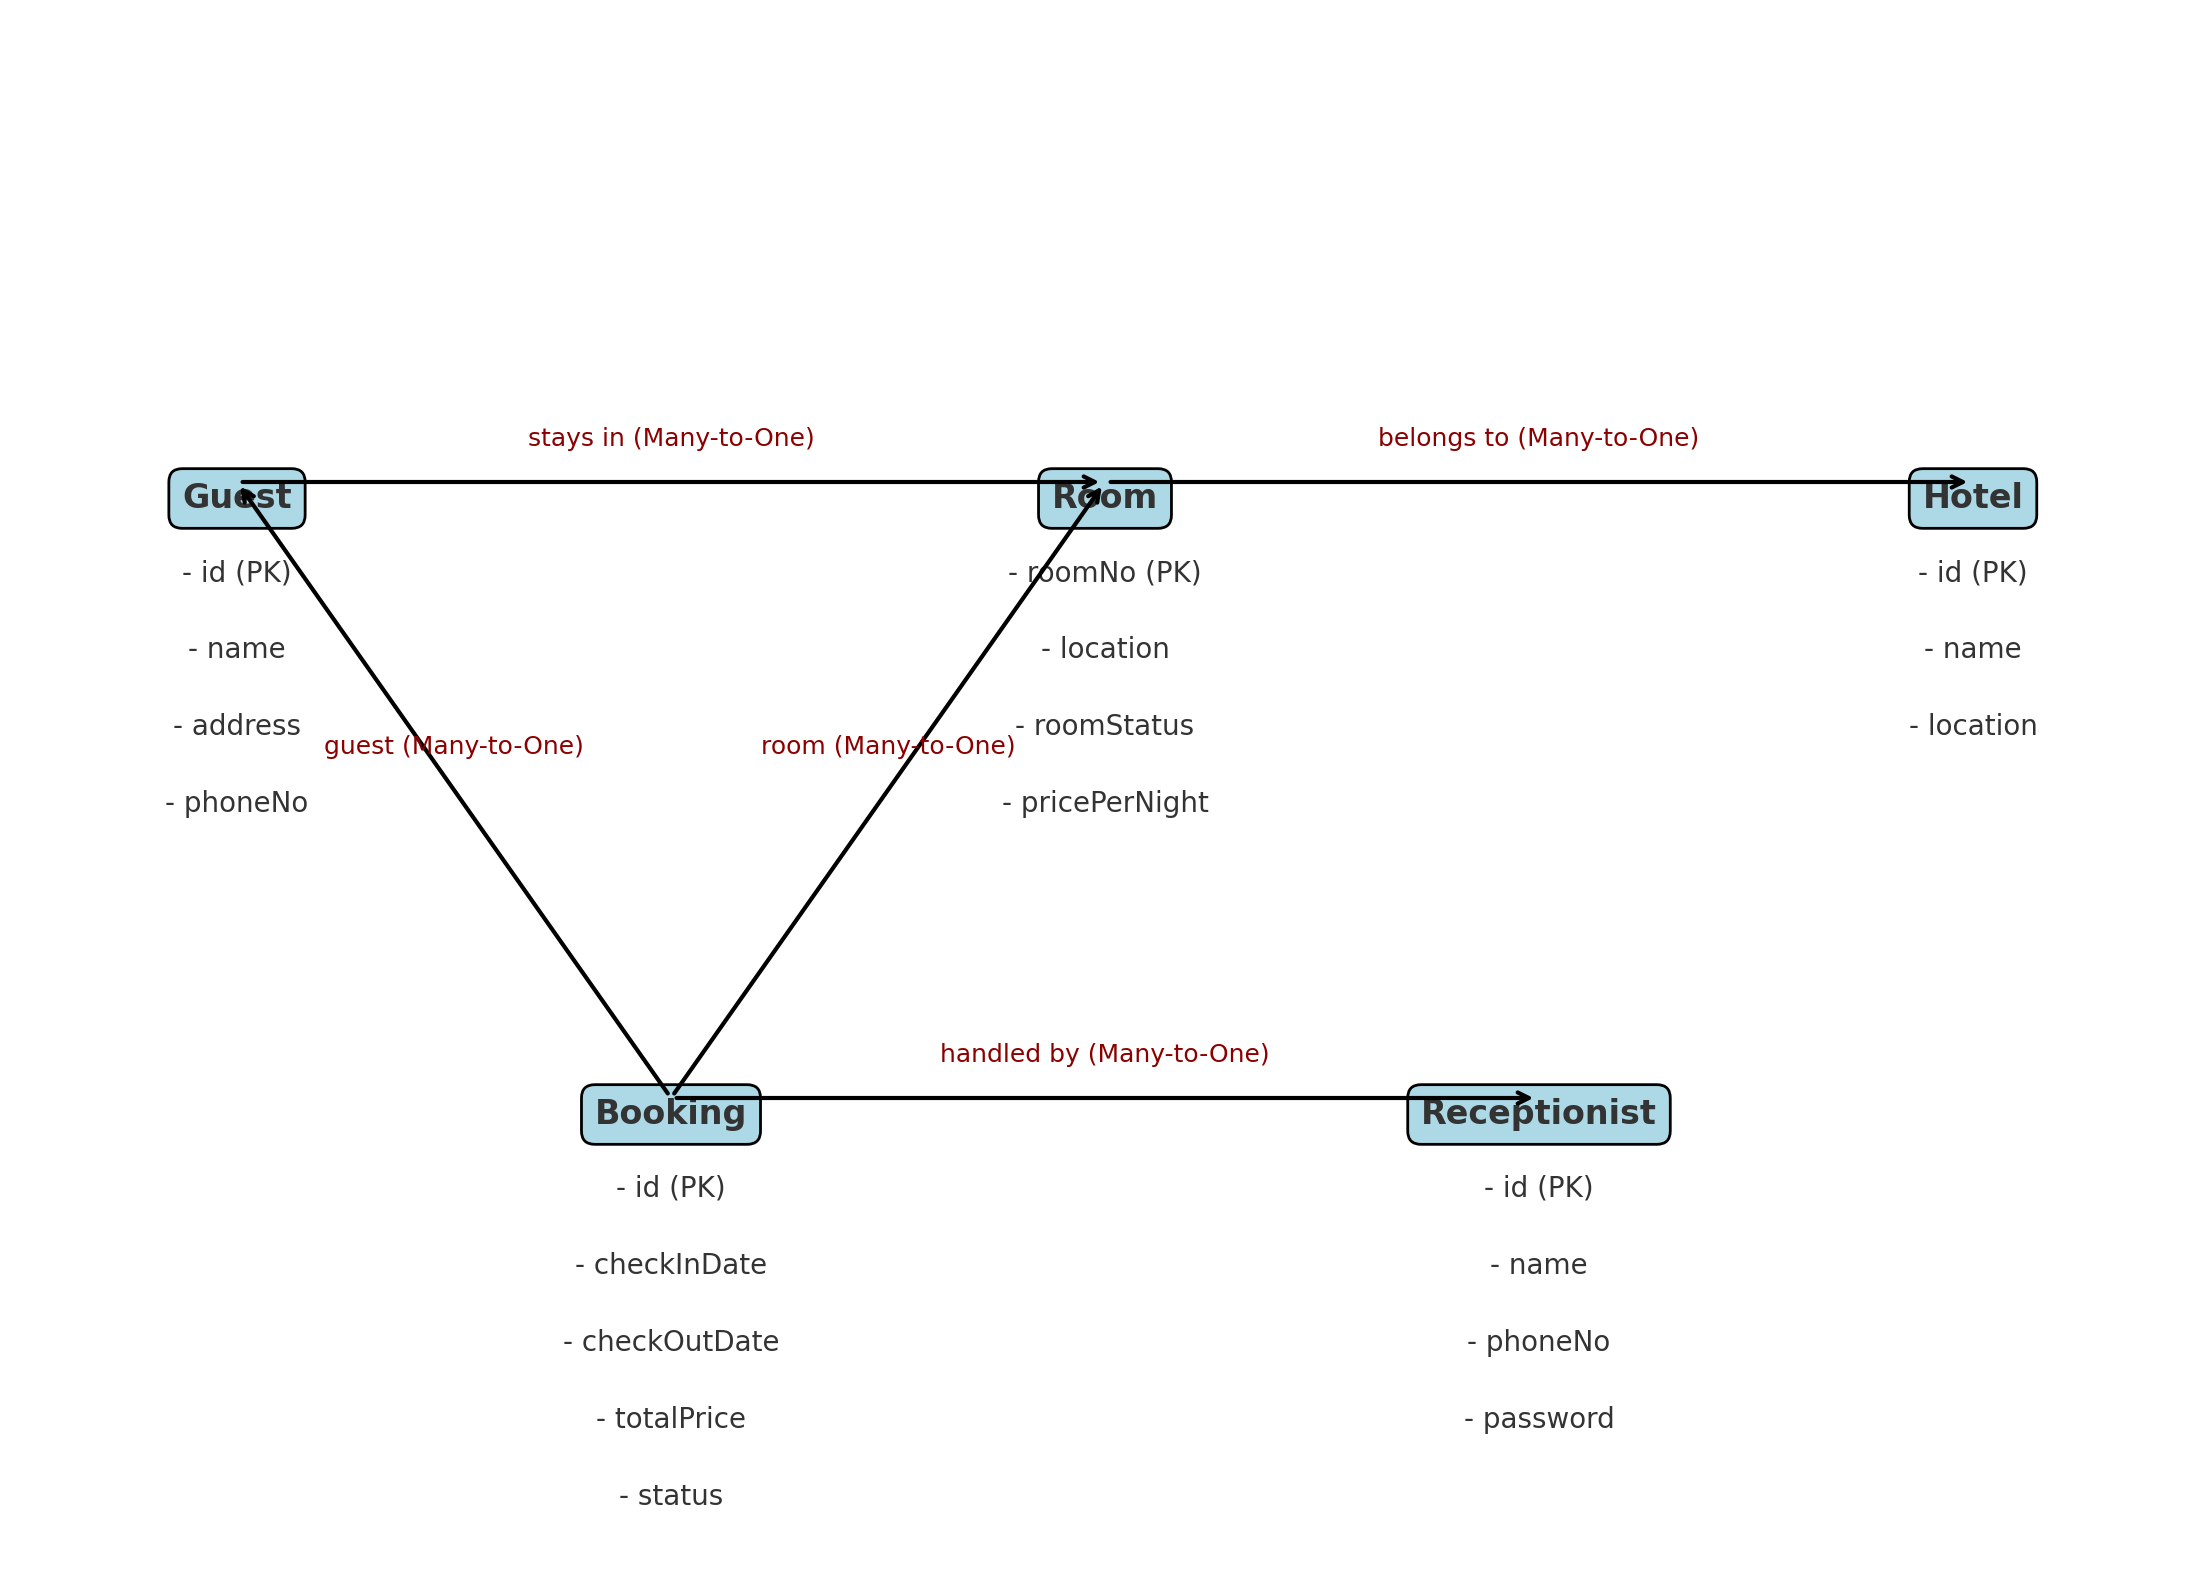 stays in (Many-to-One)
belongs to (Many-to-One)
Guest
Room
Hotel
- id (PK)
- roomNo (PK)
- id (PK)
- name
- location
- name
- address
- roomStatus
- location
guest (Many-to-One)
room (Many-to-One)
- phoneNo
- pricePerNight
handled by (Many-to-One)
Booking
Receptionist
- id (PK)
- id (PK)
- checkInDate
- name
- checkOutDate
- phoneNo
- totalPrice
- password
- status